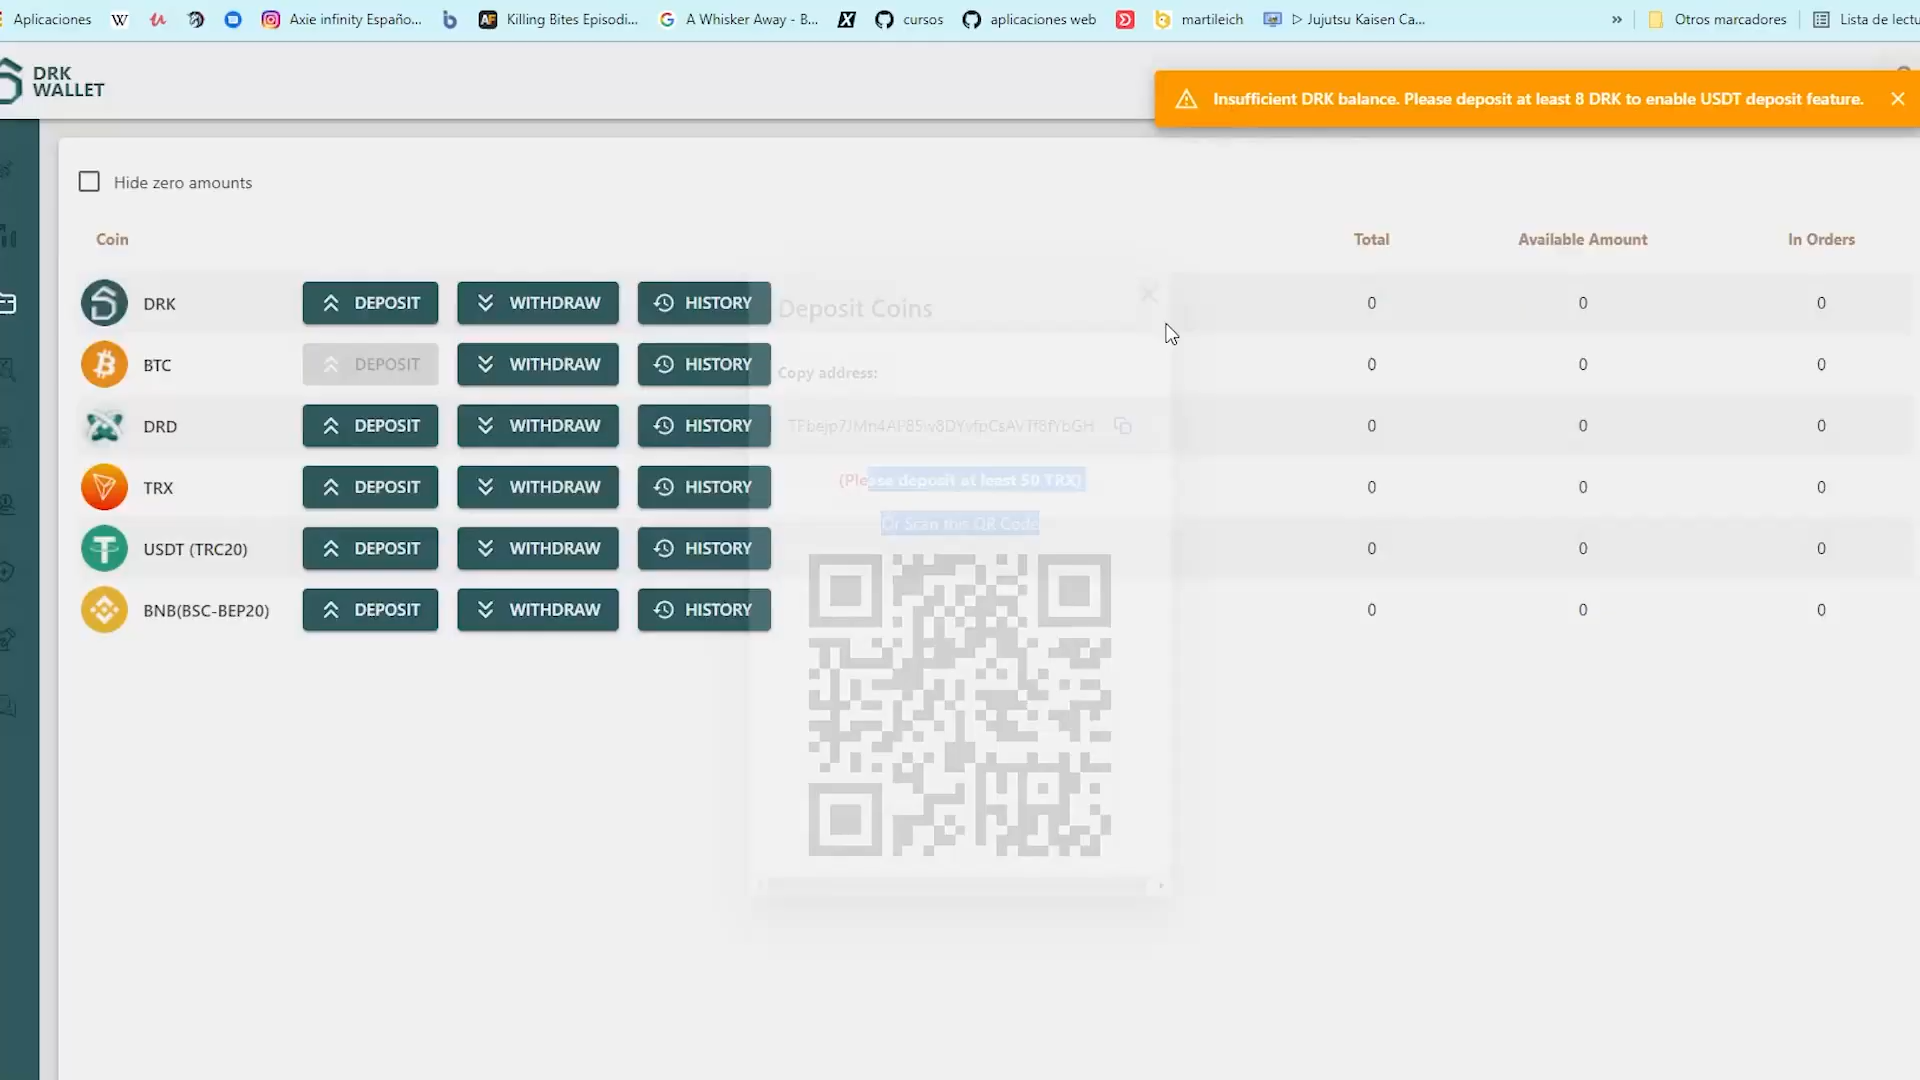 Aplicaciones
Axie infinity Españo...
Killing Bites Episodi...
A Whisker Away - B...
cursos
aplicaciones web
martileich
▷ Jujutsu Kaisen Ca...
»
Otros marcadores
Lista de lectu
DRK
WALLET
Insufficient DRK balance. Please deposit at least 8 DRK to enable USDT deposit feature.
Hide zero amounts
Coin Total Available Amount In Orders
DRK DEPOSIT WITHDRAW HISTORY 0 0 0
Deposit Coins
BTC DEPOSIT WITHDRAW HISTORY 0 0 0
Copy address:
DRD DEPOSIT WITHDRAW HISTORY 0 0 0
TRX DEPOSIT WITHDRAW HISTORY 0 0 0
(Please deposit at least 50 TRX)
Or Scan this QR Code
USDT (TRC20) DEPOSIT WITHDRAW HISTORY 0 0 0
BNB(BSC-BEP20) DEPOSIT WITHDRAW HISTORY 0 0 0